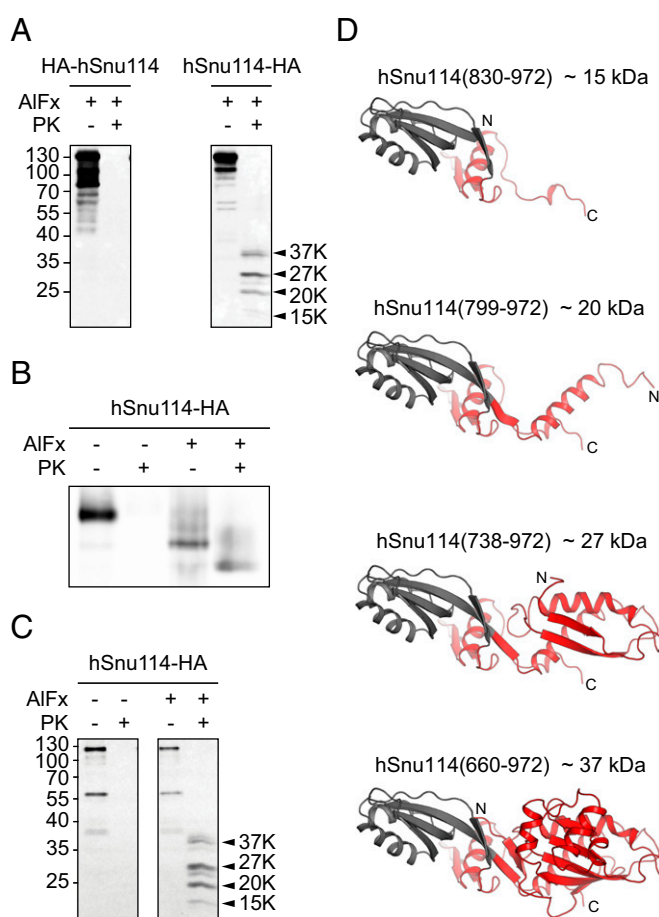 A
HA-hSnu114 hSnu114-HA
AlFx + + + +
PK - + - +
130
100
70
55
40
35
25
37K
27K
20K
15K
B
hSnu114-HA
AlFx - - + +
PK - + - +
C
hSnu114-HA
AlFx - - + +
PK - + - +
130
100
70
55
40
35
25
37K
27K
20K
15K
D
hSnu114(830-972) ~ 15 kDa
N
C
hSnu114(799-972) ~ 20 kDa
N
C
hSnu114(738-972) ~ 27 kDa
N
C
hSnu114(660-972) ~ 37 kDa
N
C